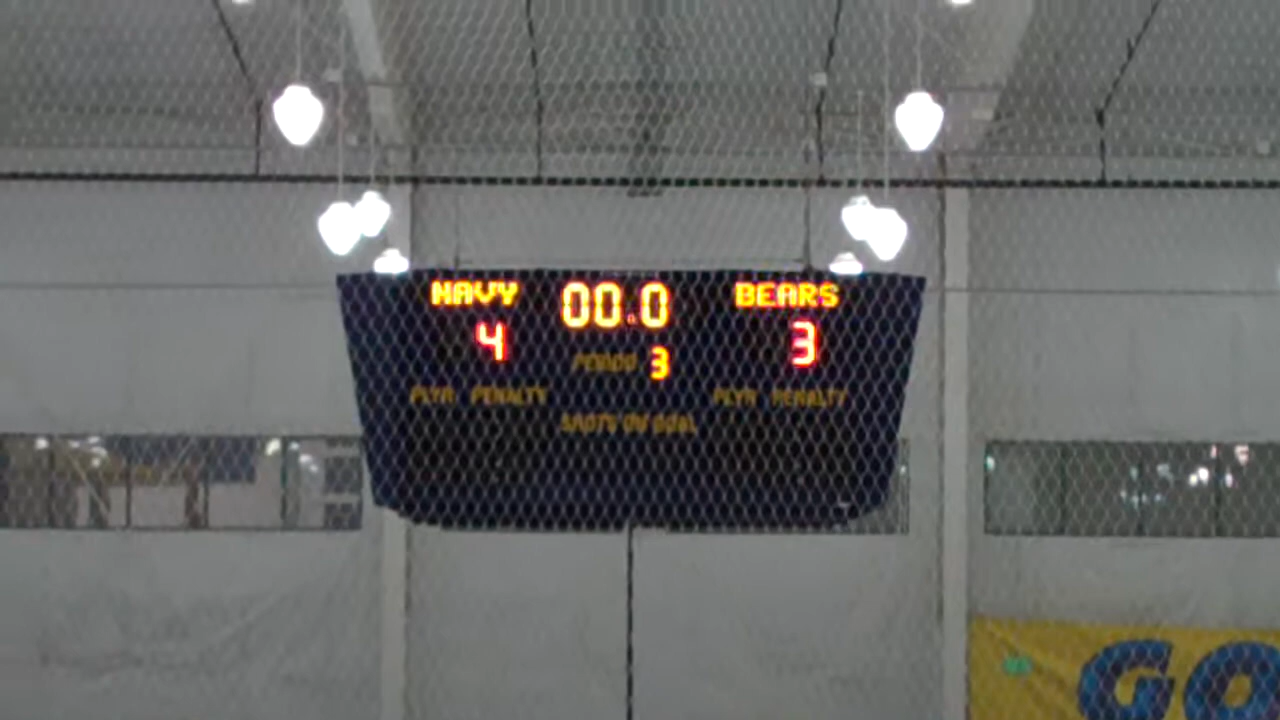 NAVY 00.0 BEARS
4 PERIOD 3 3
PLYR PENALTY PLYR PENALTY
SHOTS ON GOAL
GO